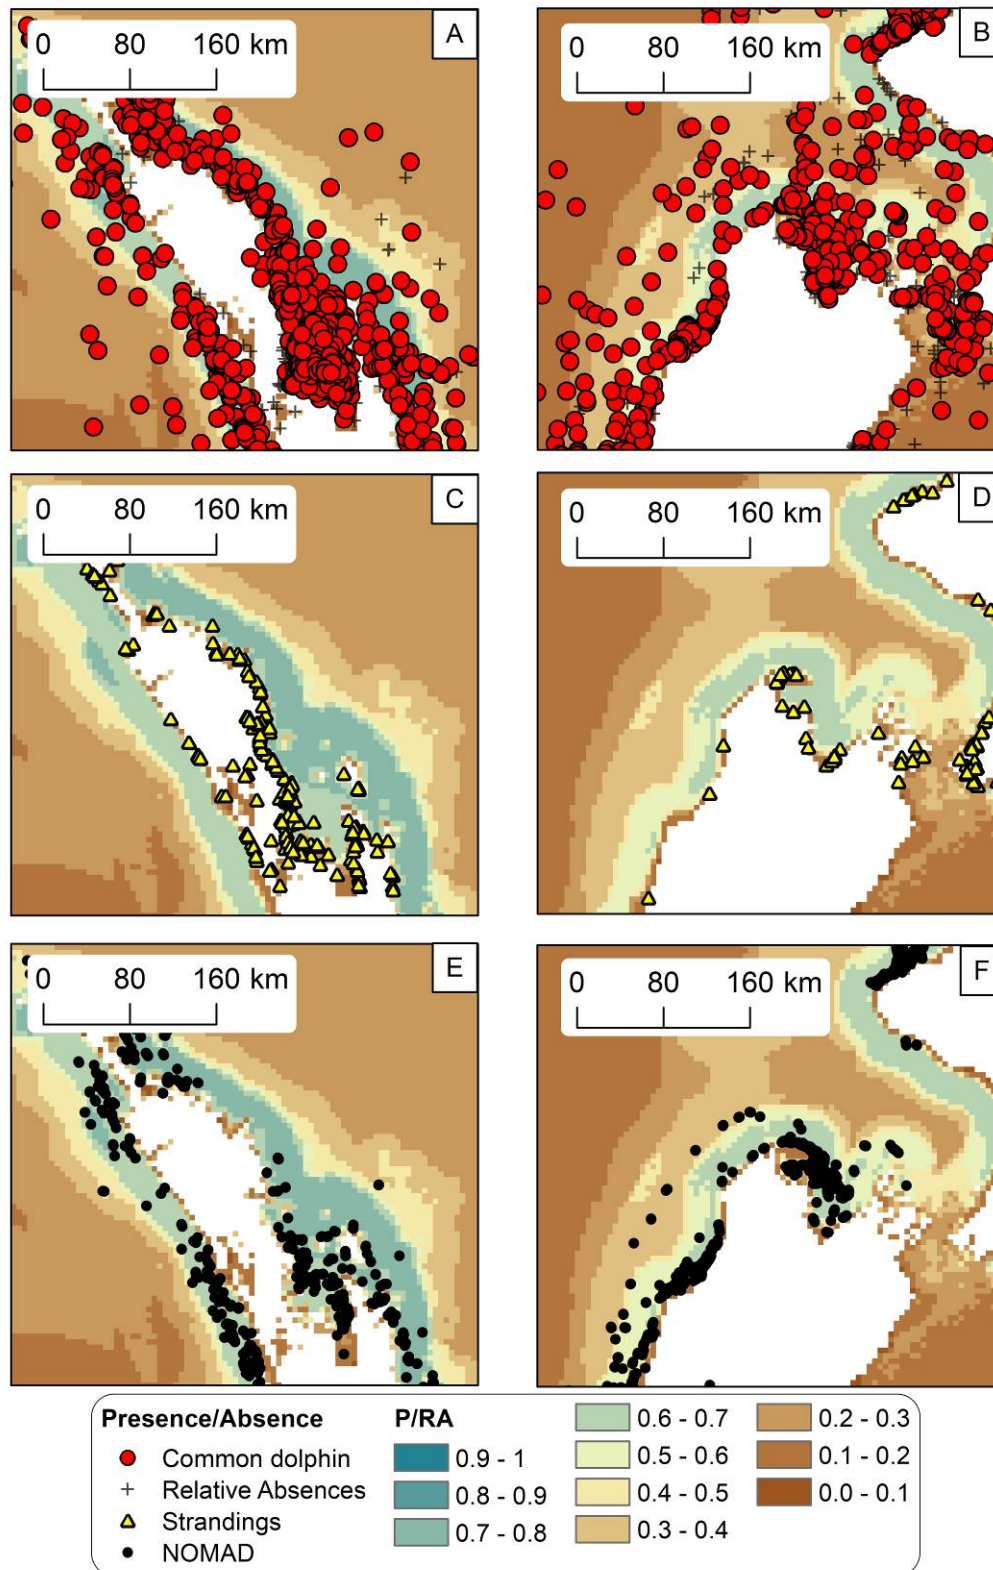 A
0 80 160 km
B
0 80 160 km
C
0 80 160 km
D
0 80 160 km
E
0 80 160 km
F
0 80 160 km
Presence/Absence
Common dolphin
Relative Absences
Strandings
NOMAD
P/RA
0.9 - 1
0.8 - 0.9
0.7 - 0.8
0.6 - 0.7
0.5 - 0.6
0.4 - 0.5
0.3 - 0.4
0.2 - 0.3
0.1 - 0.2
0.0 - 0.1